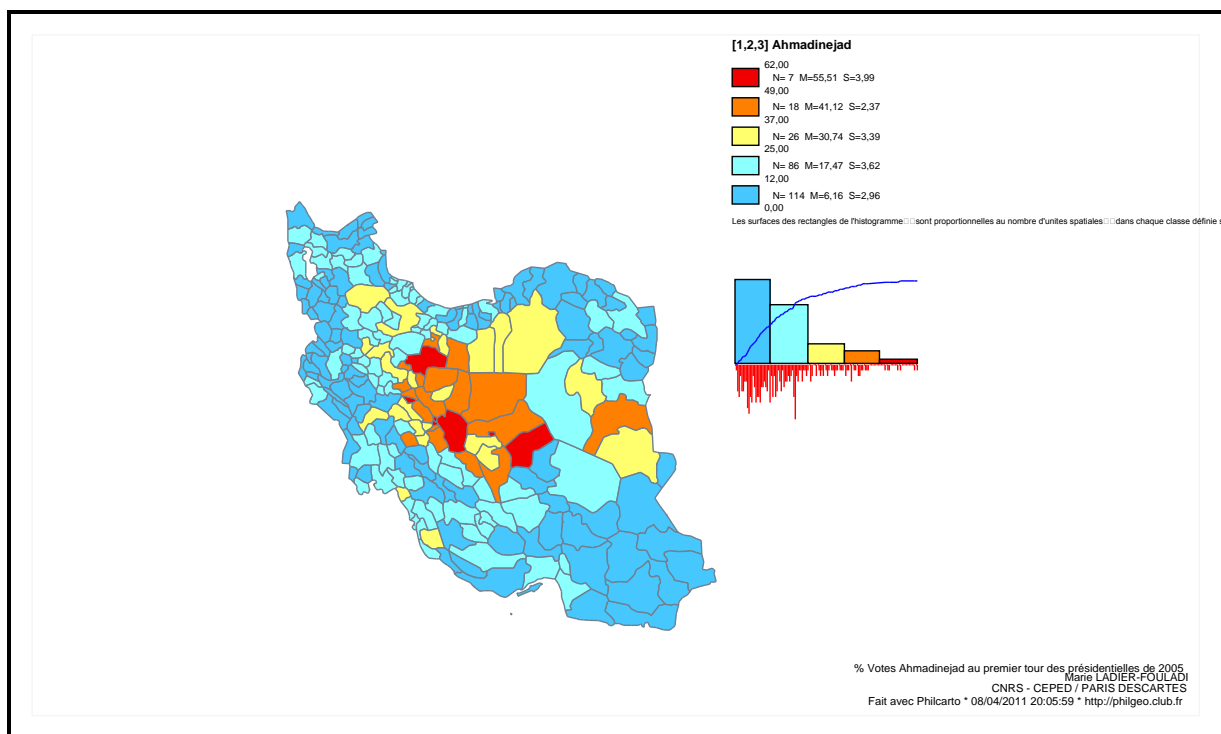 [1,2,3] Ahmadinejad
62,00
N= 7 M=55,51 S=3,99
49,00
N= 18 M=41,12 S=2,37
37,00
N= 26 M=30,74 S=3,39
25,00
N= 86 M=17,47 S=3,62
12,00
N= 114 M=6,16 S=2,96
0,00
Les surfaces des rectangles de l'histogramme□□sont proportionnelles au nombre d'unites spatiales□□dans chaque classe définie s
% Votes Ahmadinejad au premier tour des présidentielles de 2005
Marie LADIER-FOULADI
CNRS - CEPED / PARIS DESCARTES
Fait avec Philcarto * 08/04/2011 20:05:59 * http://philgeo.club.fr